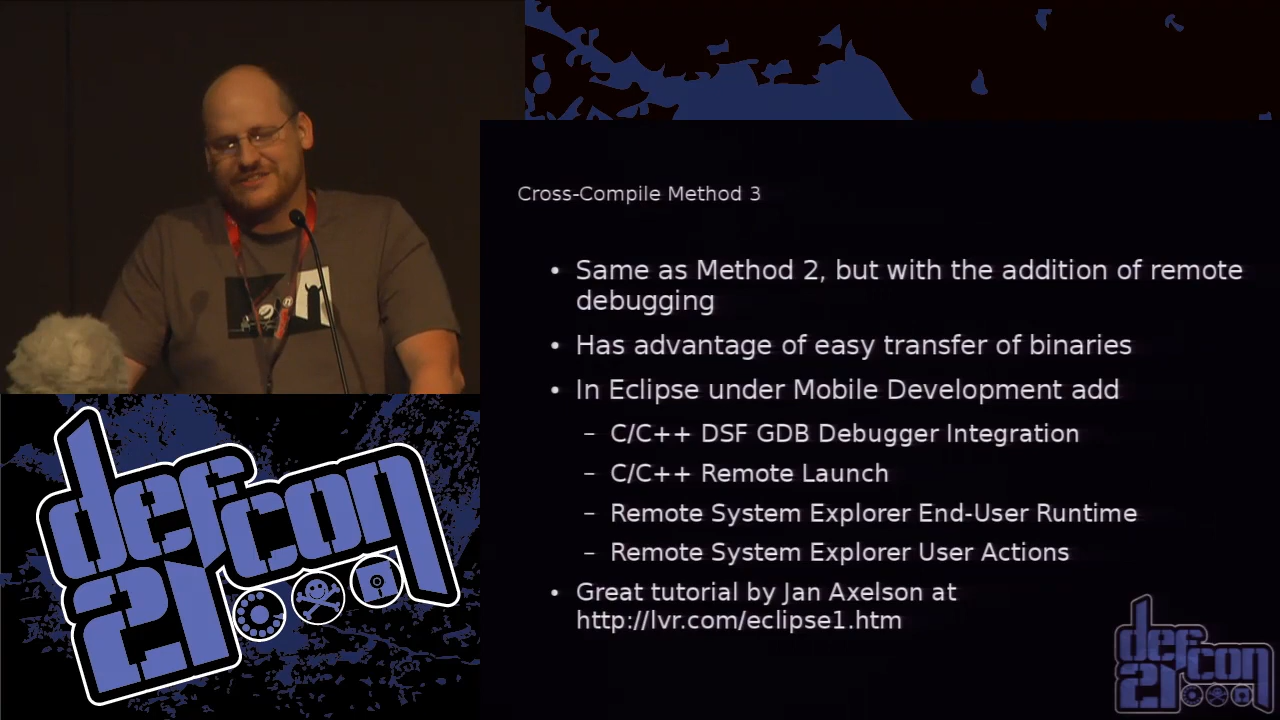 Cross-Compile Method 3
• Same as Method 2, but with the addition of remote
debugging
• Has advantage of easy transfer of binaries
• In Eclipse under Mobile Development add
– C/C++ DSF GDB Debugger Integration
– C/C++ Remote Launch
– Remote System Explorer End-User Runtime
– Remote System Explorer User Actions
• Great tutorial by Jan Axelson at
http://lvr.com/eclipse1.htm
defcon
21
defcon
21